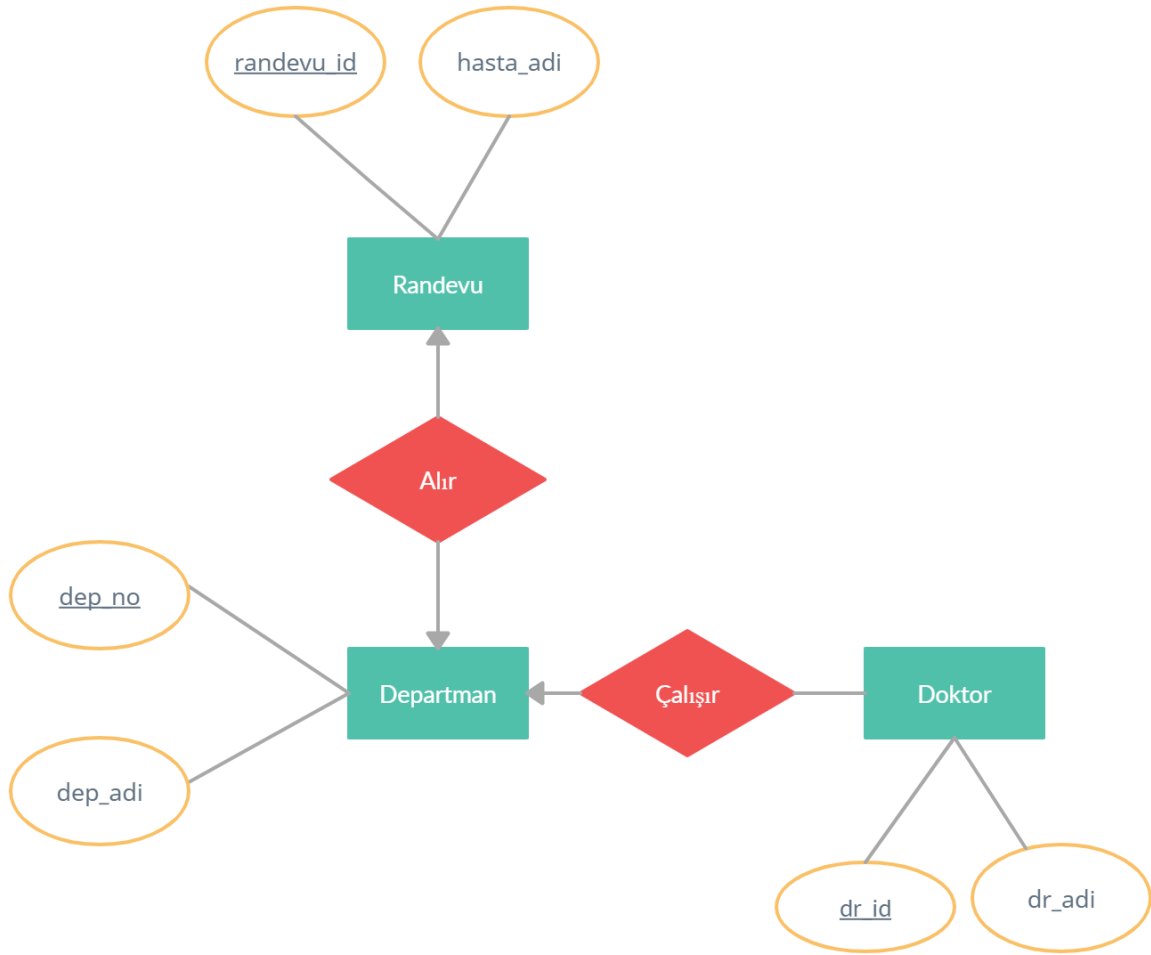 randevu_id
hasta_adi
Randevu
Alır
dep_no
Departman
Çalışır
Doktor
dep_adi
dr_id
dr_adi